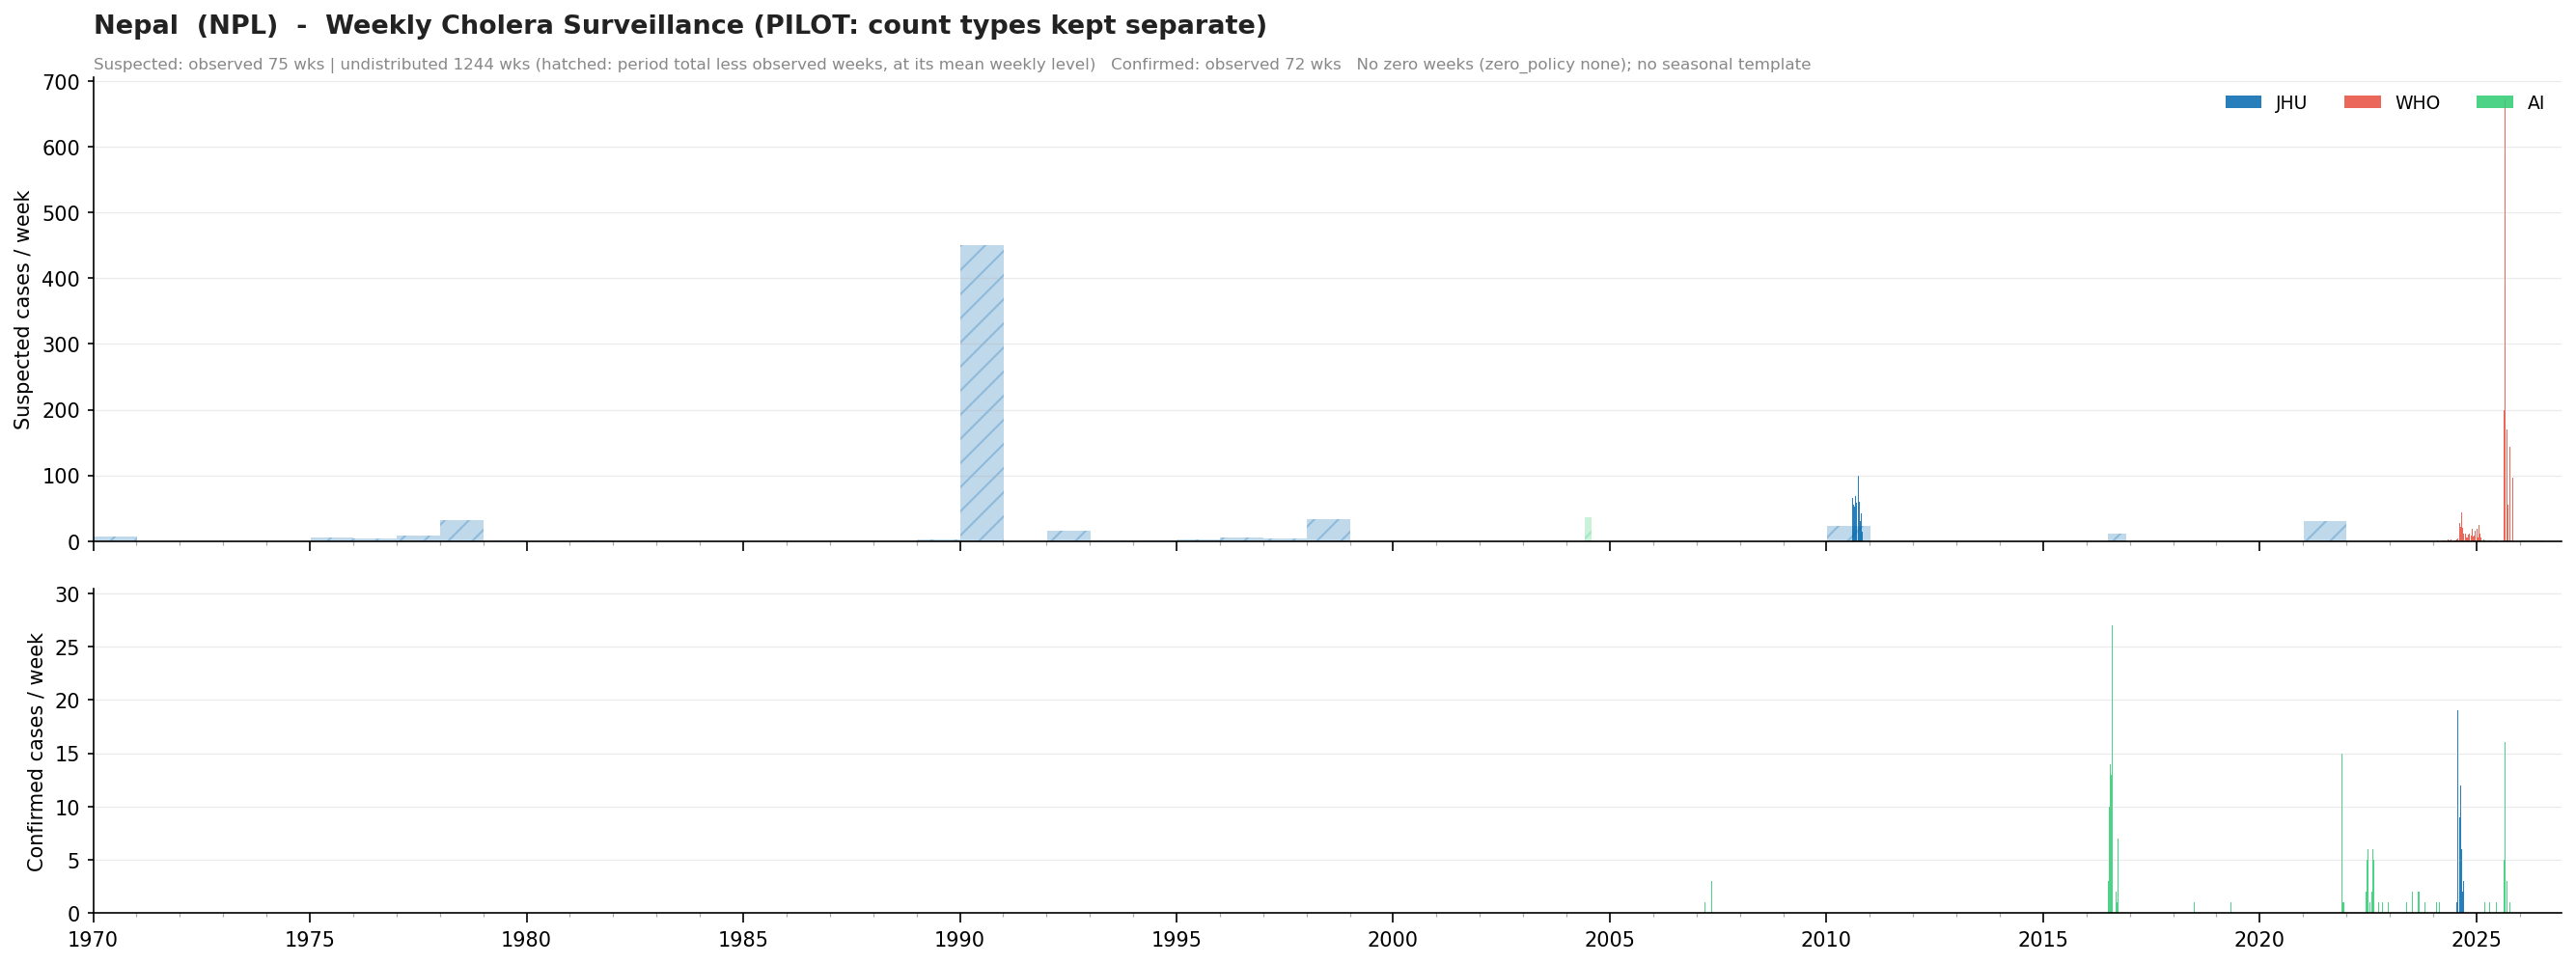 Nepal  (NPL)  -  Weekly Cholera Surveillance (PILOT: count types kept separate)
Suspected: observed 75 wks | undistributed 1244 wks (hatched: period total less observed weeks, at its mean weekly level)   Confirmed: observed 72 wks   No zero weeks (zero_policy none); no seasonal template
JHU   WHO   AI
Suspected cases / week
700
600
500
400
300
200
100
0
Confirmed cases / week
30
25
20
15
10
5
0
1970 1975 1980 1985 1990 1995 2000 2005 2010 2015 2020 2025